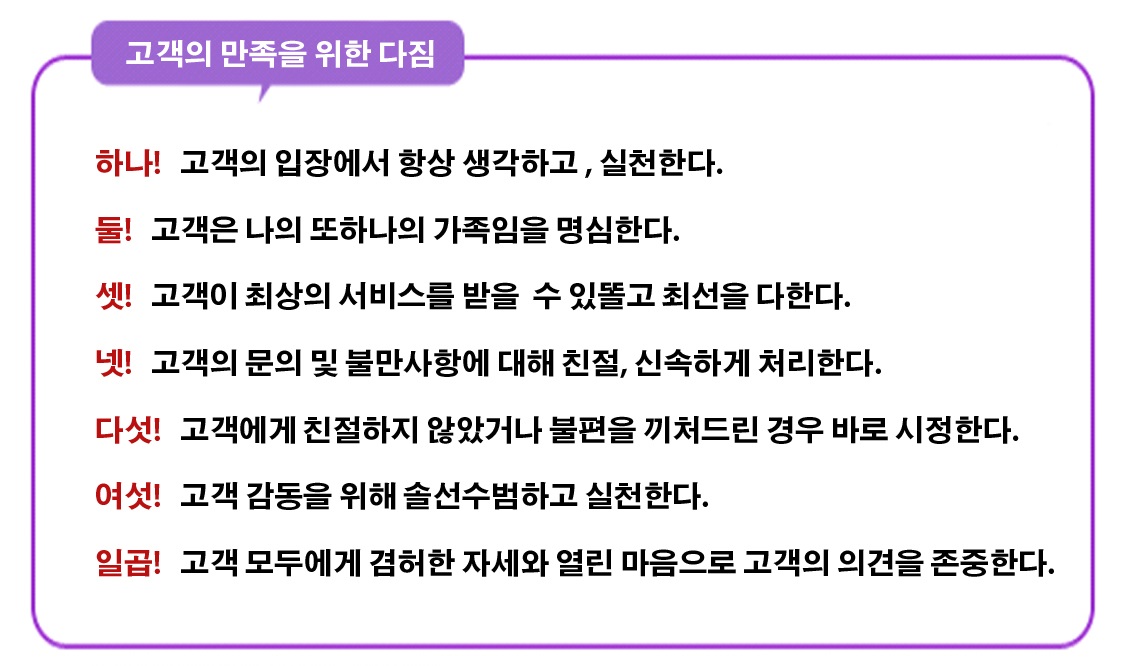 고객의 만족을 위한 다짐
하나! 고객의 입장에서 항상 생각하고 , 실천한다.
둘! 고객은 나의 또하나의 가족임을 명심한다.
셋! 고객이 최상의 서비스를 받을 수 있똘고 최선을 다한다.
넷! 고객의 문의 및 불만사항에 대해 친절, 신속하게 처리한다.
다섯! 고객에게 친절하지 않았거나 불편을 끼처드린 경우 바로 시정한다.
여섯! 고객 감동을 위해 솔선수범하고 실천한다.
일곱! 고객 모두에게 겸허한 자세와 열린 마음으로 고객의 의견을 존중한다.